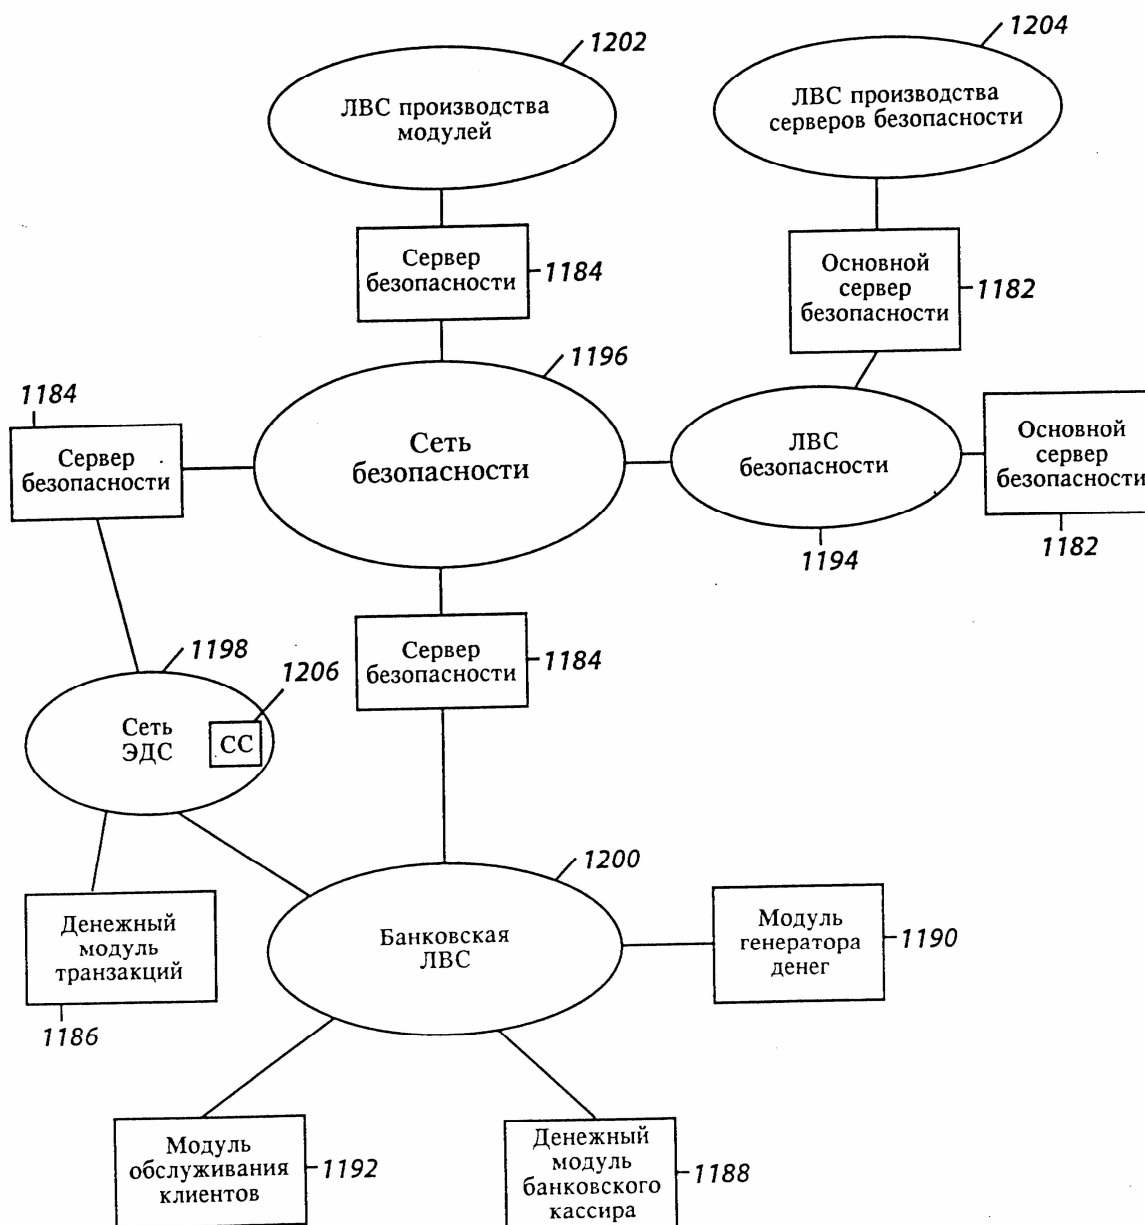 1202
ЛВС производства
модулей
1204
ЛВС производства
серверов безопасности
Сервер
безопасности
1184
Основной
сервер
безопасности
1182
1196
Сеть
безопасности
1184
Сервер
безопасности
ЛВС
безопасности
1194
Основной
сервер
безопасности
1182
Сервер
безопасности
1184
1198
1206
Сеть
ЭДС
СС
1200
Банковская
ЛВС
Денежный
модуль
транзакций
1186
Модуль
генератора
денег
1190
Модуль
обслуживания
клиентов
1192
Денежный
модуль
банковского
кассира
1188